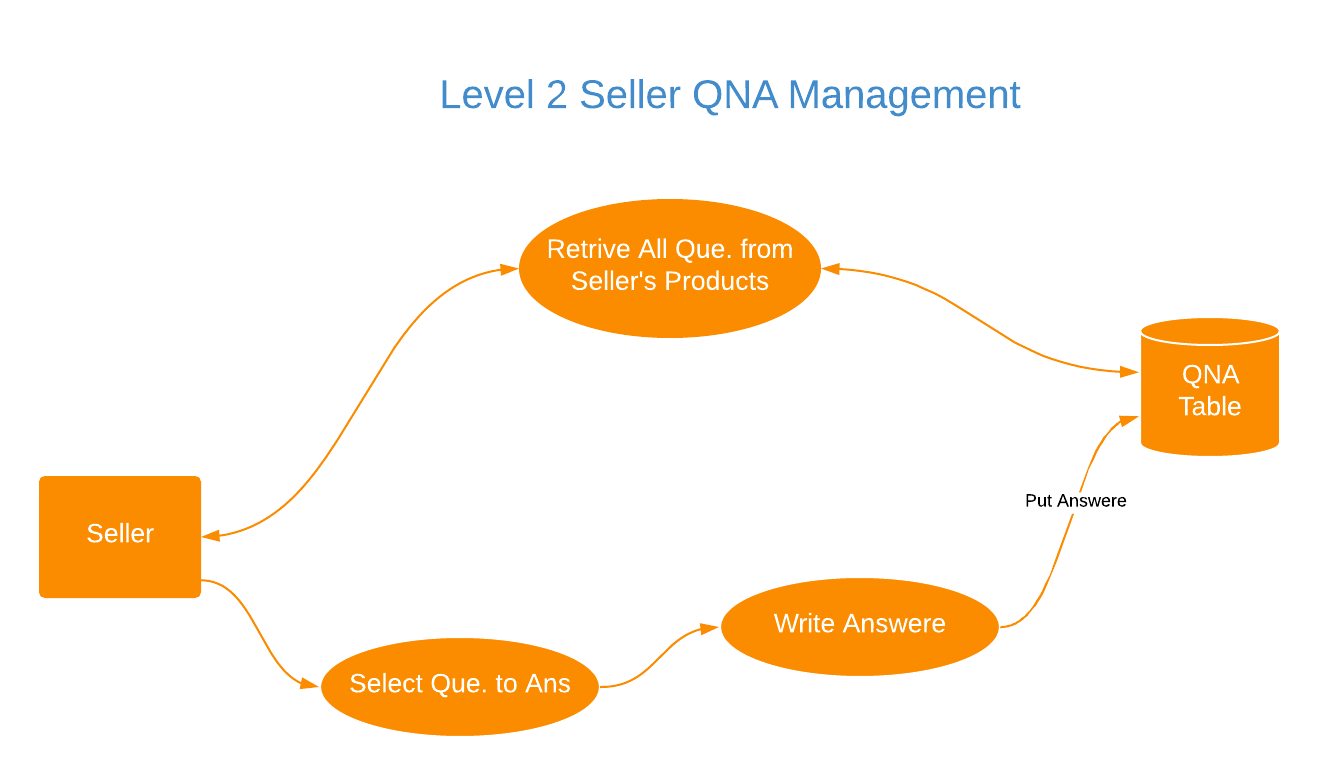 Level 2 Seller QNA Management
Retrive All Que. from
Seller's Products
QNA
Table
Put Answere
Seller
Write Answere
Select Que. to Ans